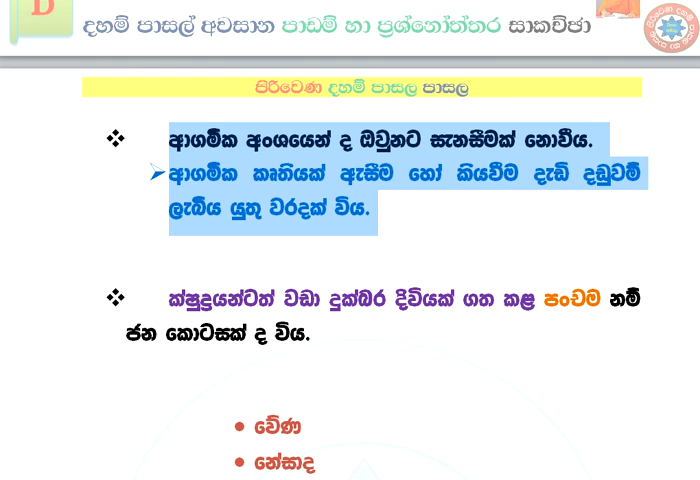 D
දහම් පාසල් අවසාන පාඩම් හා ප්‍රශ්නෝත්තර සාකච්ඡා
පිරිවෙණ දහම් පාසල පාසල
ආගමික අංශයෙන් ද ඔවුනට සැනසීමක් නොවීය.
ආගමික කෘතියක් ඇසීම හෝ කියවීම දැඩි දඩුවම්
ලැබිය යුතු වරදක් විය.
ක්ෂුද්‍රයන්ටත් වඩා දුක්බර දිවියක් ගත කළ පංචම නම්
ජන කොටසක් ද විය.
• වේණ
• නේසාද